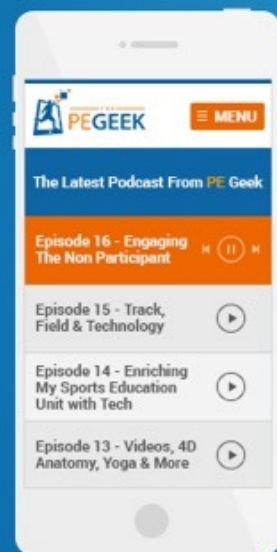 THE
PEGEEK
☰ MENU
The Latest Podcast From PE Geek
Episode 16 - Engaging
The Non Participant
Episode 15 - Track,
Field & Technology
Episode 14 - Enriching
My Sports Education
Unit with Tech
Episode 13 - Videos, 4D
Anatomy, Yoga & More